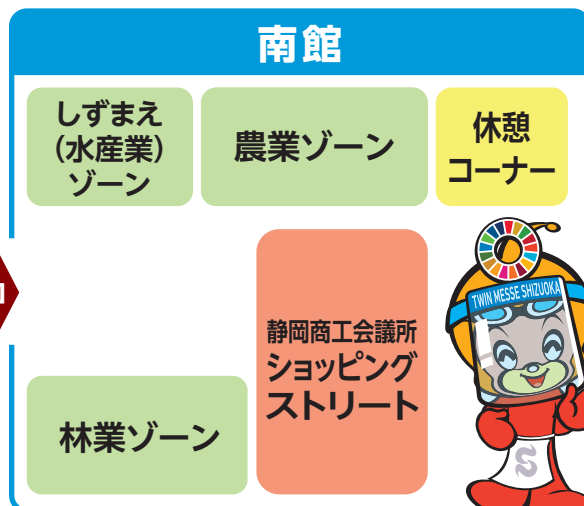 南館
しずまえ
(水産業)
ゾーン
農業ゾーン
休憩
コーナー
TWIN MESSE SHIZUOKA
静岡商工会議所
ショッピング
ストリート
林業ゾーン
S